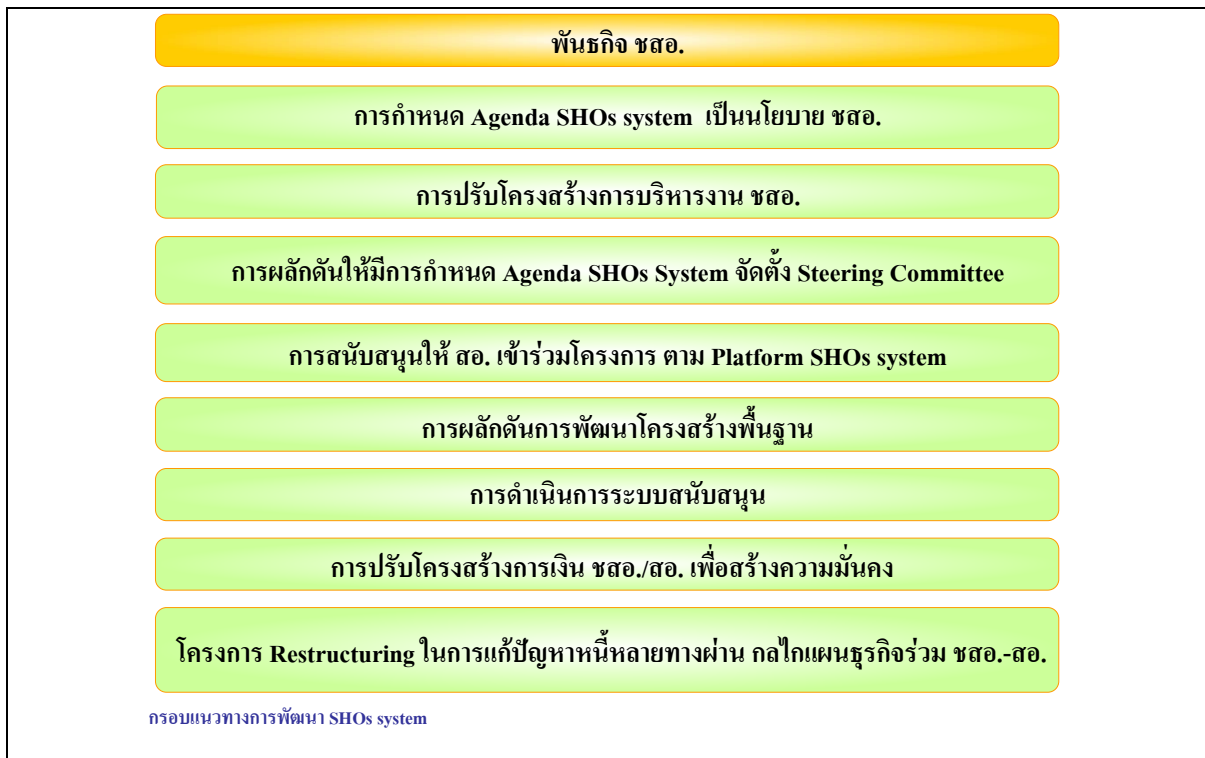 พันธกิจ ชสอ.
การกำหนด Agenda SHOs system เป็นนโยบาย ชสอ.
การปรับโครงสร้างการบริหารงาน ชสอ.
การผลักดันให้มีการกำหนด Agenda SHOs System จัดตั้ง Steering Committee
การสนับสนุนให้ สอ. เข้าร่วมโครงการ ตาม Platform SHOs system
การผลักดันการพัฒนาโครงสร้างพื้นฐาน
การดำเนินการระบบสนับสนุน
การปรับโครงสร้างการเงิน ชสอ./สอ. เพื่อสร้างความมั่นคง
โครงการ Restructuring ในการแก้ปัญหาหนี้หลายทางผ่าน กลไกแผนธุรกิจร่วม ชสอ.-สอ.
กรอบแนวทางการพัฒนา SHOs system